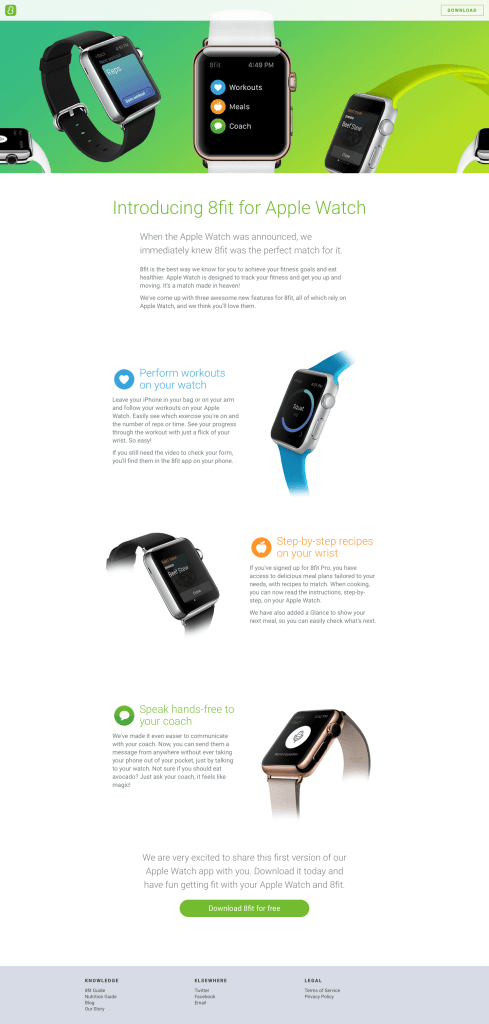 DOWNLOAD
Reps
8fit 4:49 PM
Workouts
Meals
Coach
Beef Stew
Introducing 8fit for Apple Watch
When the Apple Watch was announced, we
immediately knew 8fit was the perfect match for it.
8fit is the best way we know for you to achieve your fitness goals and eat
healthier. Apple Watch is designed to track your fitness and get you up and
moving. It's a match made in heaven!
We've come up with three awesome new features for 8fit, all of which rely on
Apple Watch, and we think you'll love them.
Perform workouts
on your watch
Leave your iPhone in your bag or on your arm
and follow your workouts on your Apple
Watch. Easily see which exercise you're on and
the number of reps or time. See your progress
through the workout with just a flick of your
wrist. So easy!
If you still need the video to check your form,
you'll find them in the 8fit app on your phone.
Squat
Beef Stew
Step-by-step recipes
on your wrist
If you've signed up for 8fit Pro, you have
access to delicious meal plans tailored to your
needs, with recipes to match. When cooking,
you can now read the instructions, step-by-
step, on your Apple Watch.
We have also added a Glance to show your
next meal, so you can easily check what's next.
Speak hands-free to
your coach
We've made it even easier to communicate
with your coach. Now, you can send them a
message from anywhere without ever taking
your phone out of your pocket, just by talking
to your watch. Not sure if you should eat
avocado? Just ask your coach, it feels like
magic!
We are very excited to share this first version of our
Apple Watch app with you. Download it today and
have fun getting fit with your Apple Watch and 8fit.
Download 8fit for free
KNOWLEDGE
8fit Guide
Nutrition Guide
Blog
Our Story
ELSEWHERE
Twitter
Facebook
Email
LEGAL
Terms of Service
Privacy Policy